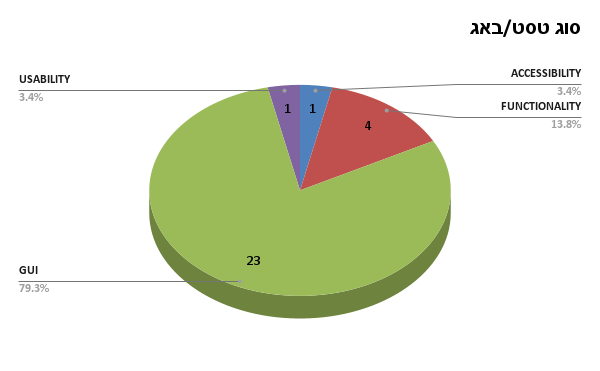 סוג טסט/באג
USABILITY
3.4%
ACCESSIBILITY
3.4%
FUNCTIONALITY
13.8%
1
1
4
23
GUI
79.3%